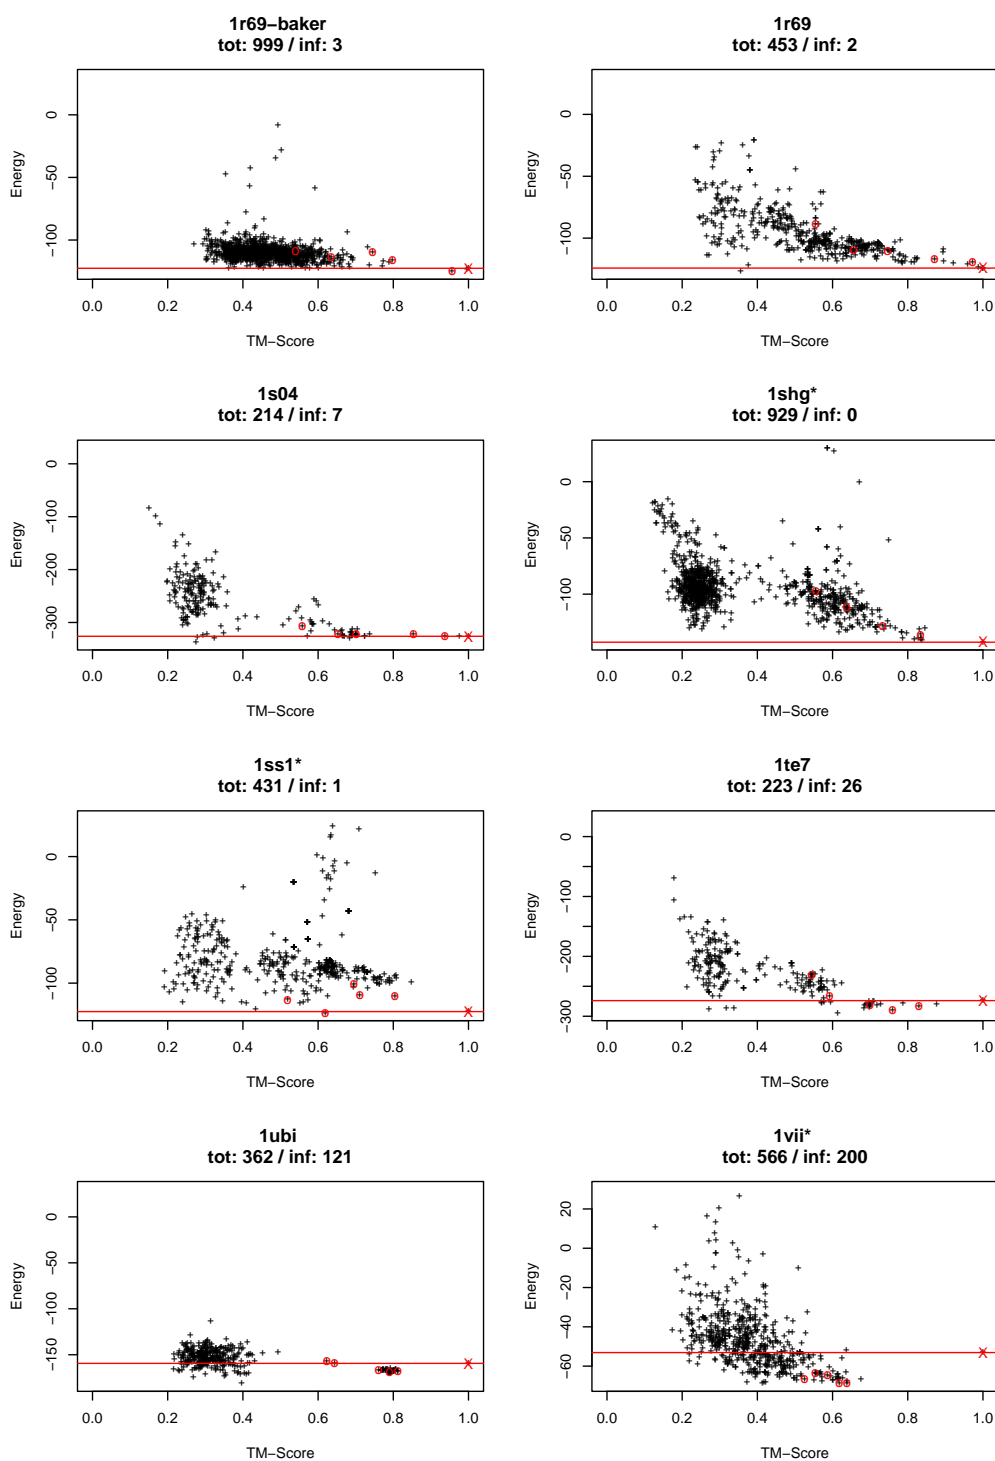 1r69−baker
tot: 999 / inf: 3
0
−50
−100
Energy
0.0 0.2 0.4 0.6 0.8 1.0
TM−Score
1r69
tot: 453 / inf: 2
0
−50
−100
Energy
0.0 0.2 0.4 0.6 0.8 1.0
TM−Score
1s04
tot: 214 / inf: 7
0
−100
−200
−300
Energy
0.0 0.2 0.4 0.6 0.8 1.0
TM−Score
1shg*
tot: 929 / inf: 0
0
−50
−100
Energy
0.0 0.2 0.4 0.6 0.8 1.0
TM−Score
1ss1*
tot: 431 / inf: 1
0
−50
−100
Energy
0.0 0.2 0.4 0.6 0.8 1.0
TM−Score
1te7
tot: 223 / inf: 26
0
−100
−200
−300
Energy
0.0 0.2 0.4 0.6 0.8 1.0
TM−Score
1ubi
tot: 362 / inf: 121
0
−50
−100
−150
Energy
0.0 0.2 0.4 0.6 0.8 1.0
TM−Score
1vii*
tot: 566 / inf: 200
20
0
−20
−40
−60
Energy
0.0 0.2 0.4 0.6 0.8 1.0
TM−Score